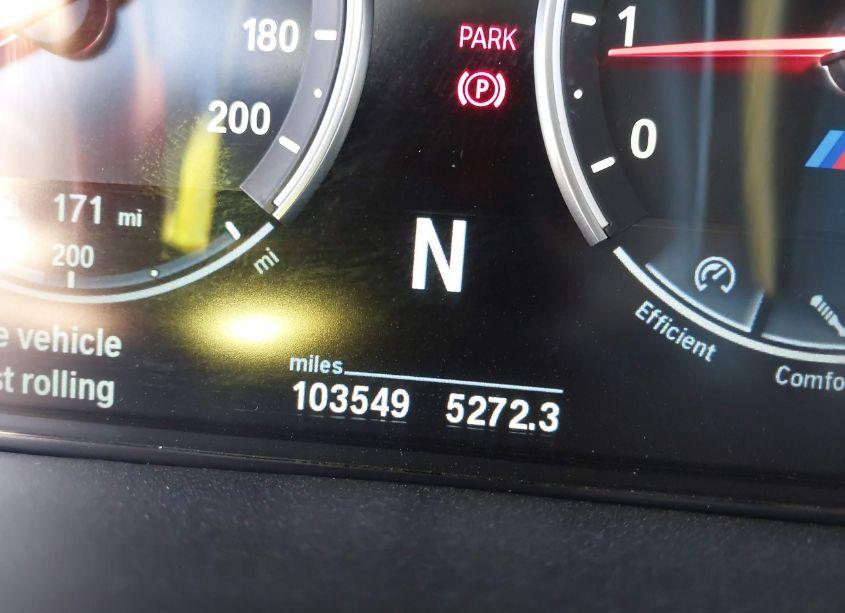 180
200
171 mi
200
mi
PARK
P
N
1
0
Efficient
vehicle
rolling
miles
103549 5272.3